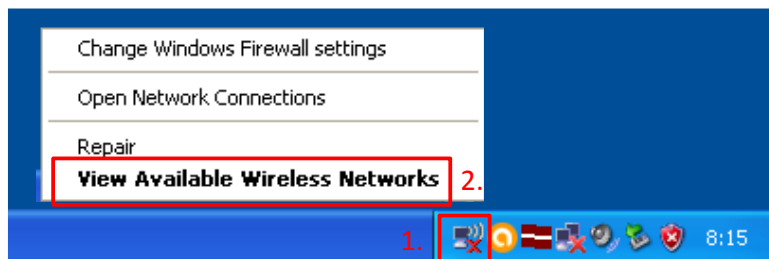 Change Windows Firewall settings
Open Network Connections
Repair
View Available Wireless Networks 2.
1. 8:15